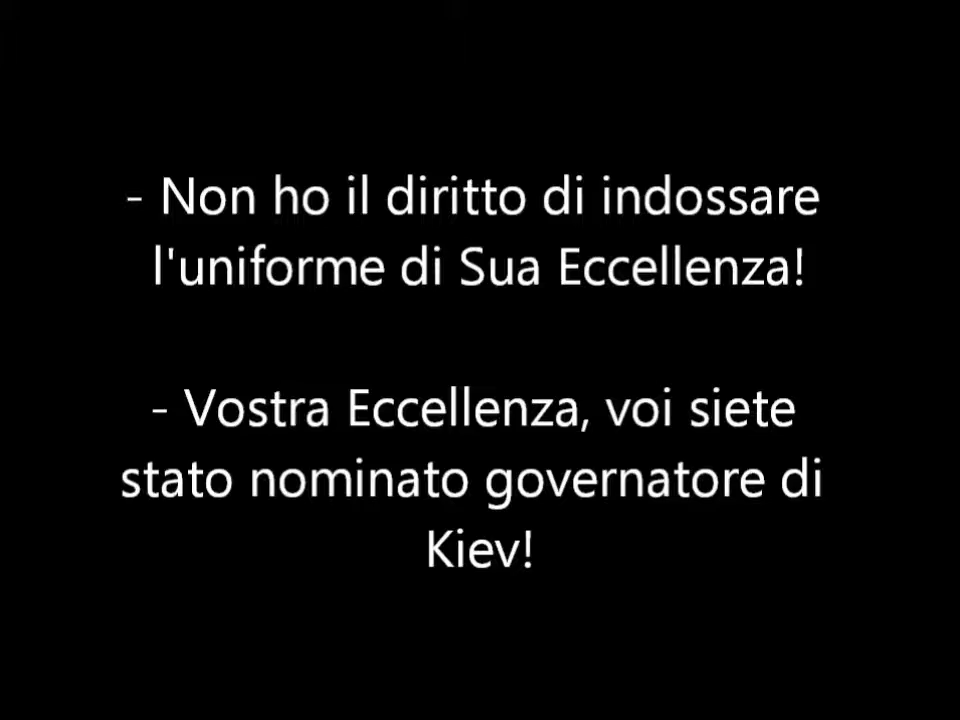 - Non ho il diritto di indossare
l'uniforme di Sua Eccellenza!
- Vostra Eccellenza, voi siete
stato nominato governatore di
Kiev!